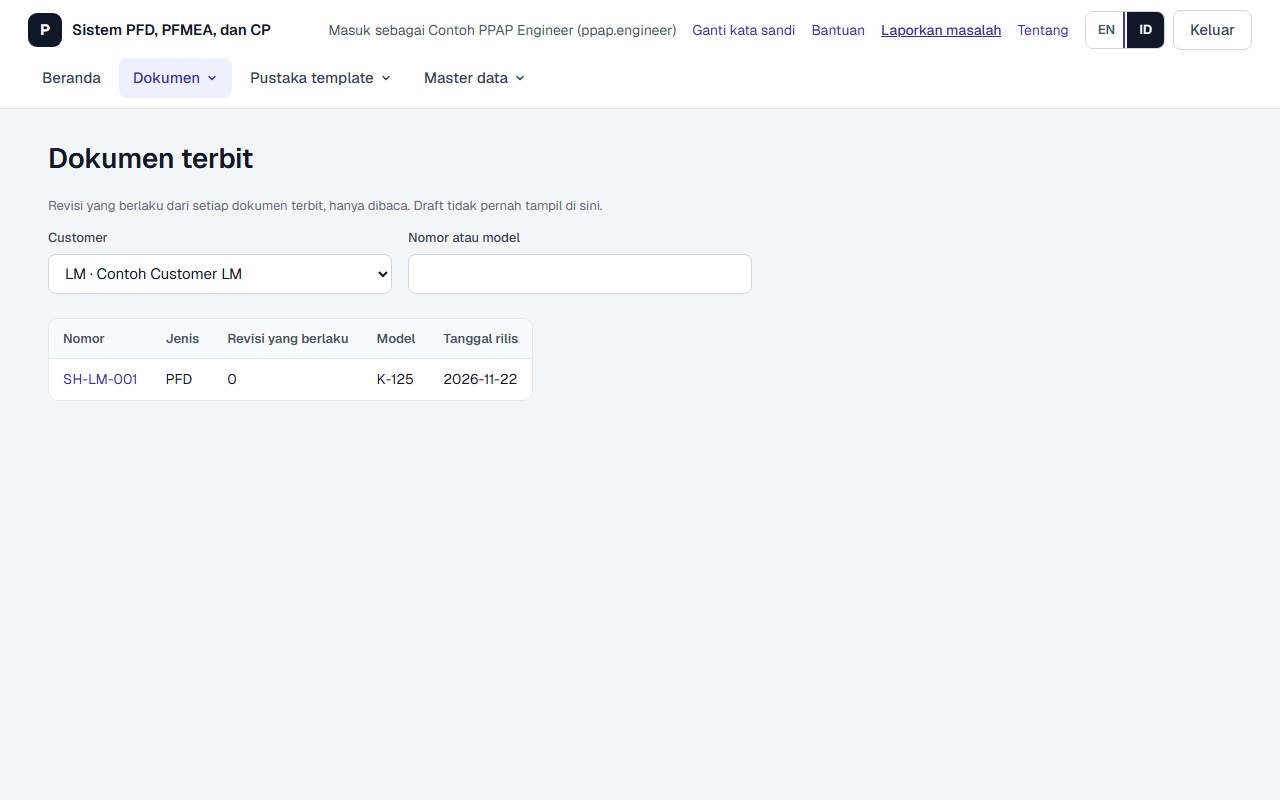 P
Sistem PFD, PFMEA, dan CP
Masuk sebagai Contoh PPAP Engineer (ppap.engineer)
Ganti kata sandi
Bantuan
Laporkan masalah
Tentang
EN
ID
Keluar
Beranda
Dokumen
Pustaka template
Master data
Dokumen terbit
Revisi yang berlaku dari setiap dokumen terbit, hanya dibaca. Draft tidak pernah tampil di sini.
Customer
Nomor atau model
LM · Contoh Customer LM
Nomor Jenis Revisi yang berlaku Model Tanggal rilis
SH-LM-001 PFD 0 K-125 2026-11-22